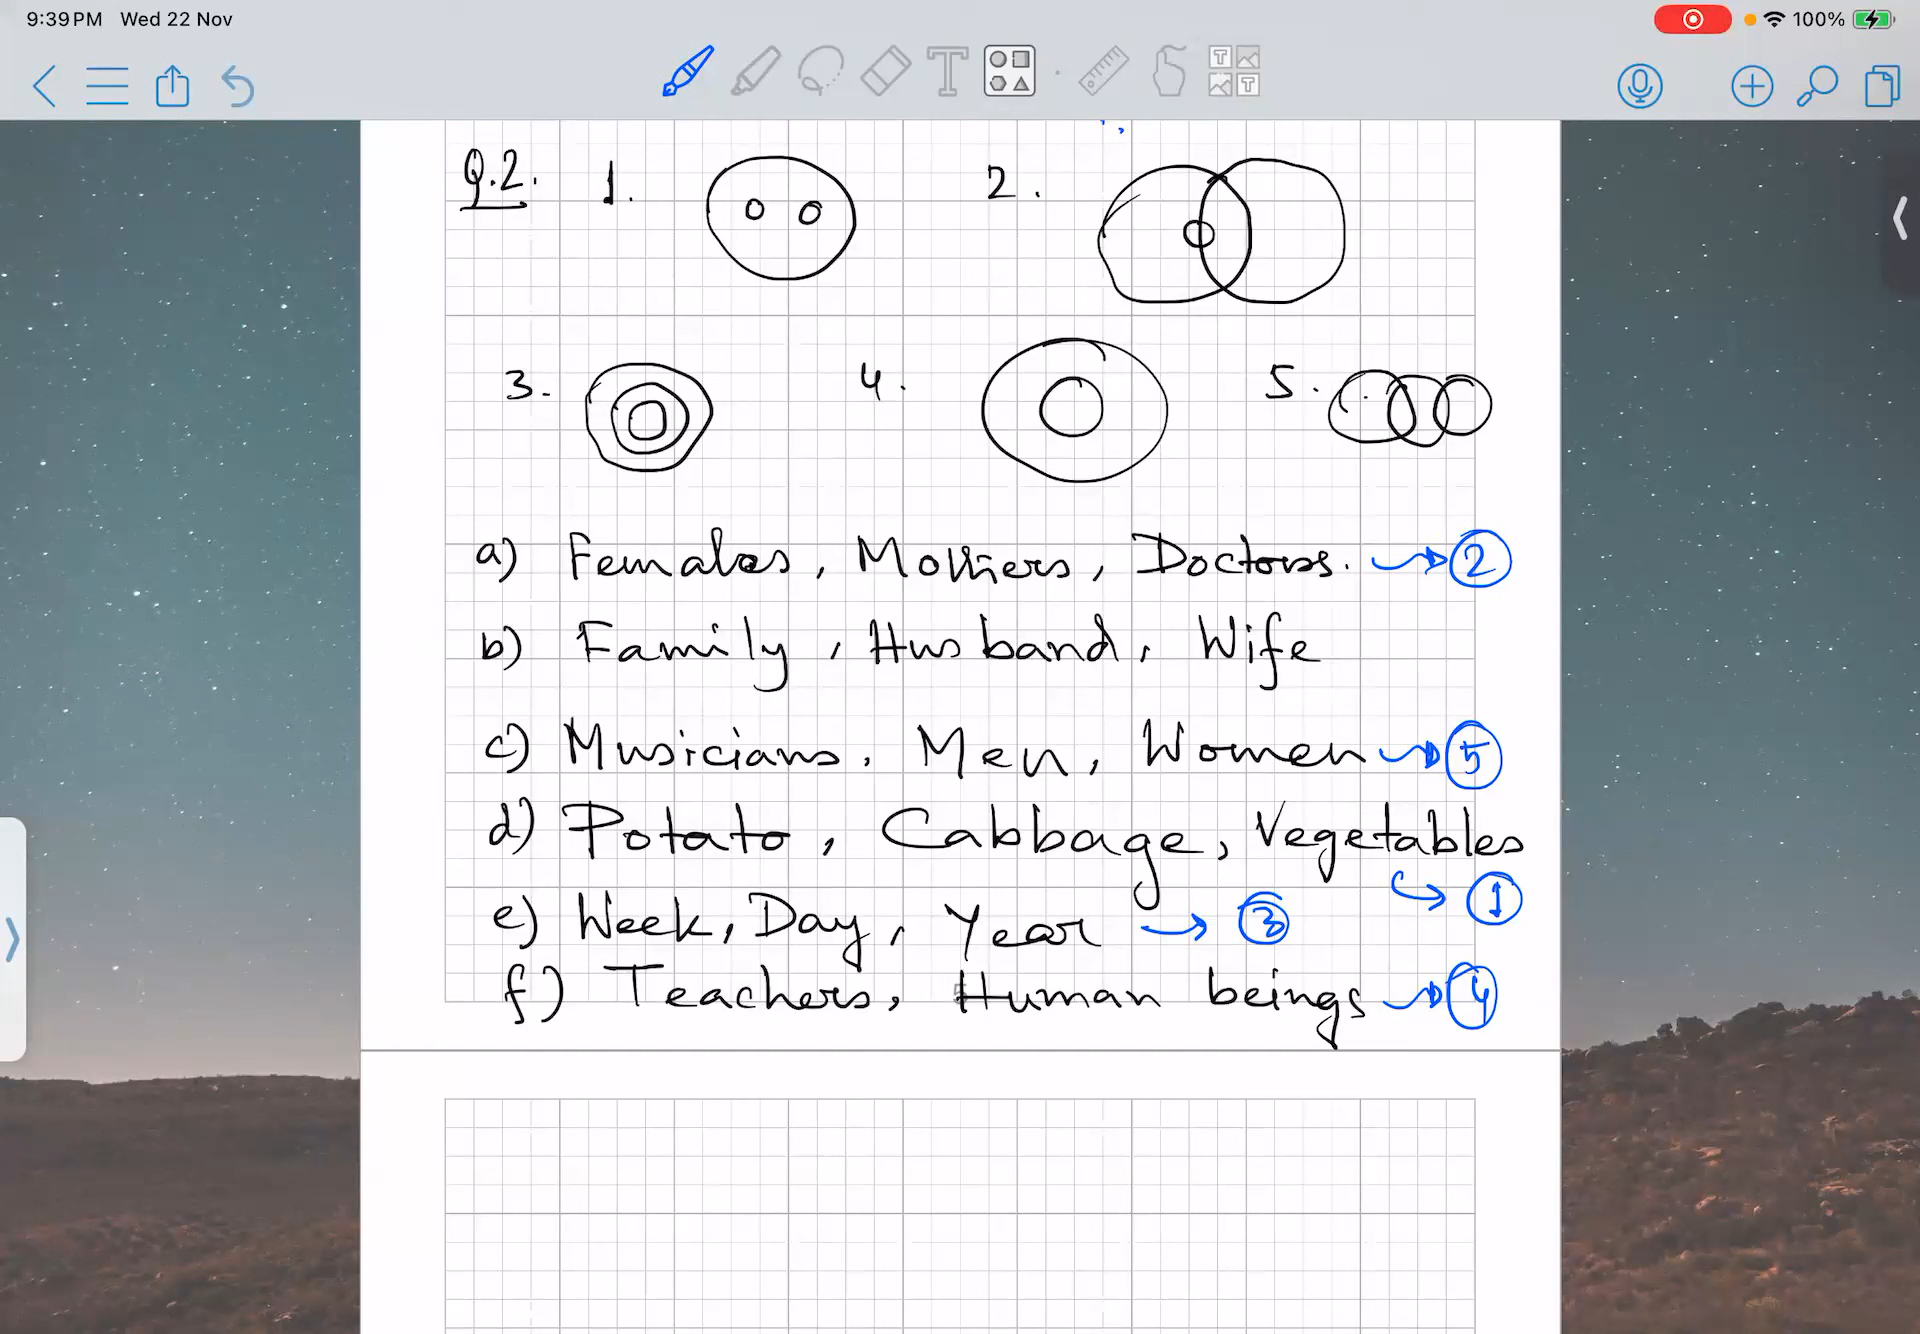 9:39 PM Wed 22 Nov 100%
Q.2. 1. 2.
3. 4. 5.
a) Females, Mothers, Doctors. → 2
b) Family, Husband, Wife
c) Musicians, Men, Women → 5
d) Potato, Cabbage, Vegetables
→ 1
e) Week, Day, Year → 3
f) Teachers, Human beings → 4